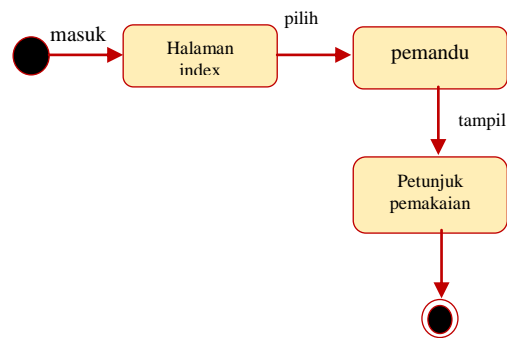 masuk
Halaman
index
pilih
pemandu
tampil
Petunjuk
pemakaian